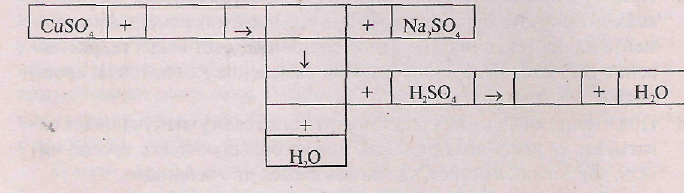 CuSO₄ + → + Na₂SO₄
↓
+ H₂SO₄ → + H₂O
+
H₂O